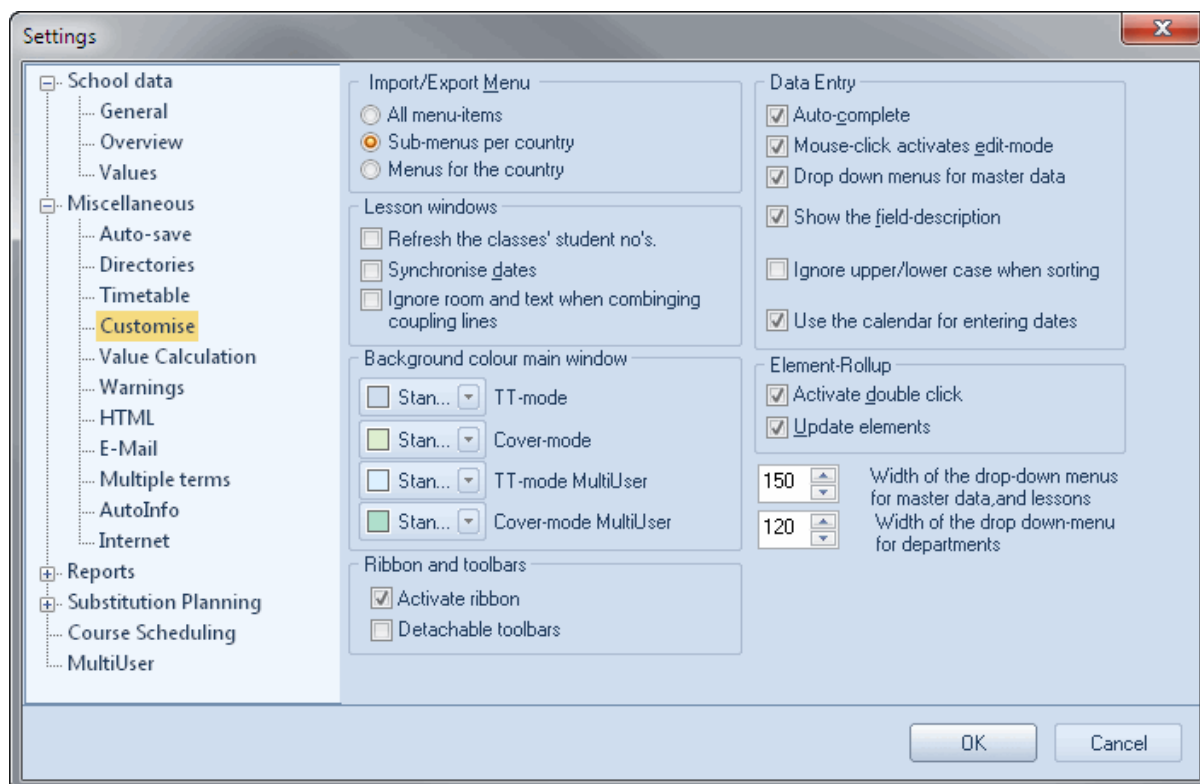 Settings
School data
General
Overview
Values
Miscellaneous
Auto-save
Directories
Timetable
Customise
Value Calculation
Warnings
HTML
E-Mail
Multiple terms
AutoInfo
Internet
Reports
Substitution Planning
Course Scheduling
MultiUser
Import/Export Menu
All menu-items
Sub-menus per country
Menus for the country
Lesson windows
Refresh the classes' student no's.
Synchronise dates
Ignore room and text when combinging
coupling lines
Background colour main window
Stan... TT-mode
Stan... Cover-mode
Stan... TT-mode MultiUser
Stan... Cover-mode MultiUser
Ribbon and toolbars
Activate ribbon
Detachable toolbars
Data Entry
Auto-complete
Mouse-click activates edit-mode
Drop down menus for master data
Show the field-description
Ignore upper/lower case when sorting
Use the calendar for entering dates
Element-Rollup
Activate double click
Update elements
150 Width of the drop-down menus
for master data,and lessons
120 Width of the drop down-menu
for departments
OK Cancel